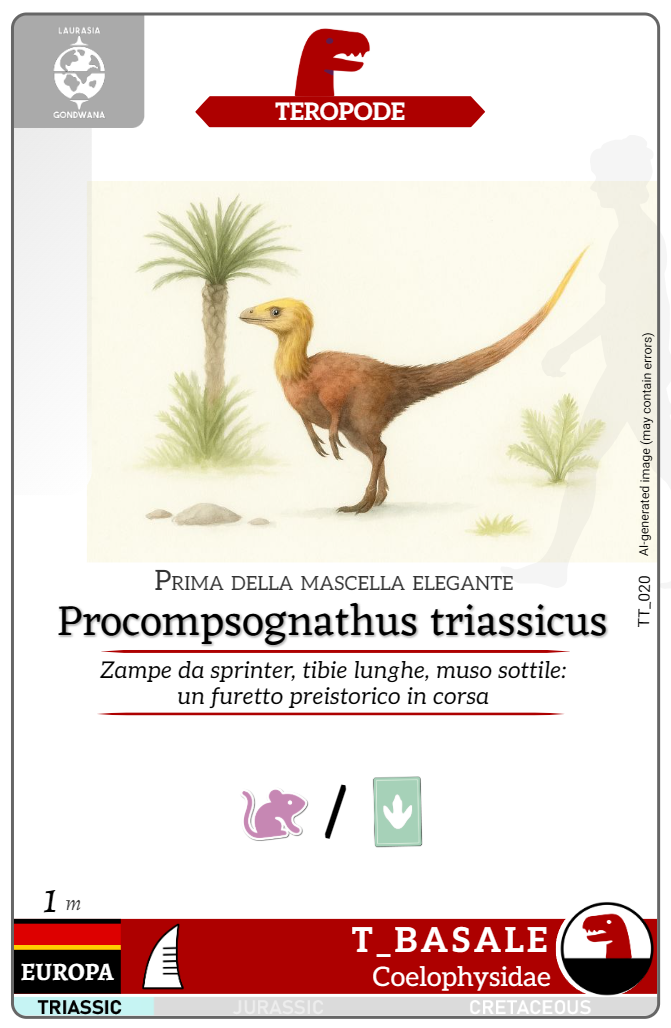 LAURASIA
GONDWANA
TEROPODE
AI-generated image (may contain errors)
TT_020
Prima della mascella elegante
Procompsognathus triassicus
Zampe da sprinter, tibie lunghe, muso sottile:
un furetto preistorico in corsa
/
1 m
T_BASALE
EUROPA
Coelophysidae
TRIASSIC JURASSIC CRETACEOUS